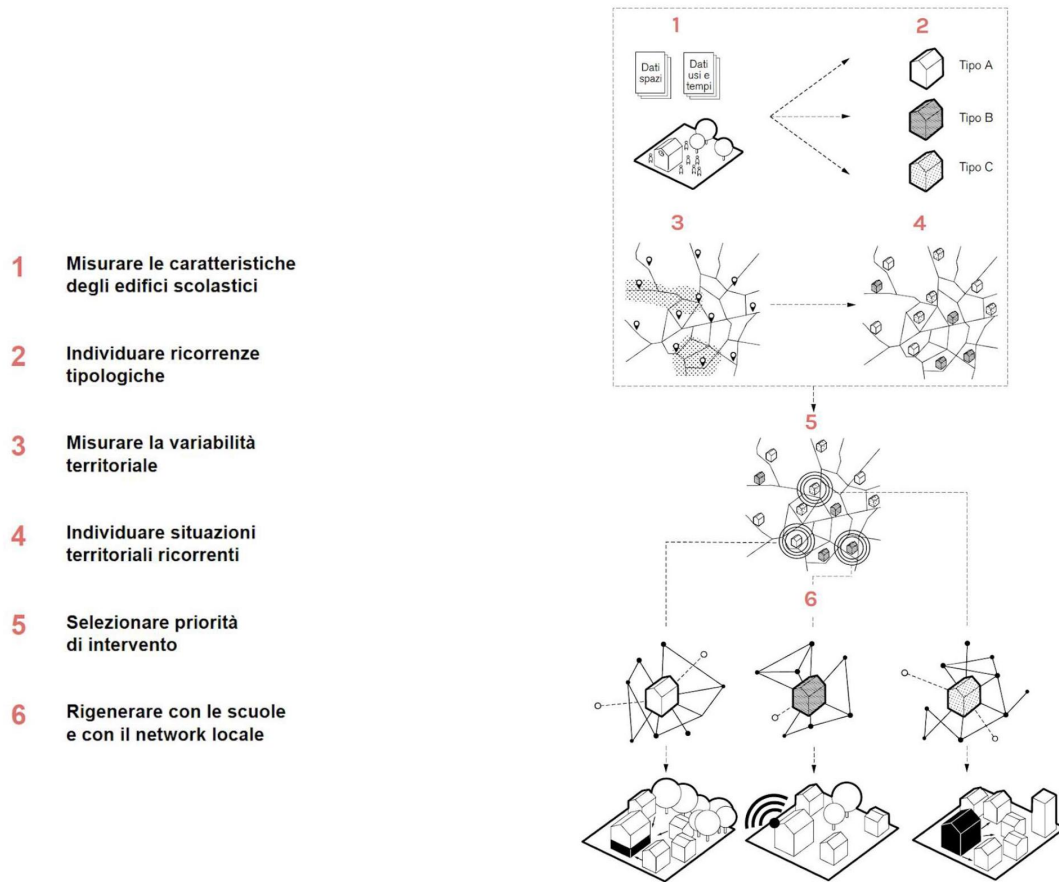 1
Misurare le caratteristiche
degli edifici scolastici
2
Individuare ricorrenze
tipologiche
3
Misurare la variabilità
territoriale
4
Individuare situazioni
territoriali ricorrenti
5
Selezionare priorità
di intervento
6
Rigenerare con le scuole
e con il network locale
1
2
Dati
spazi
Dati
usi e
tempi
Tipo A
Tipo B
Tipo C
3
4
5
6